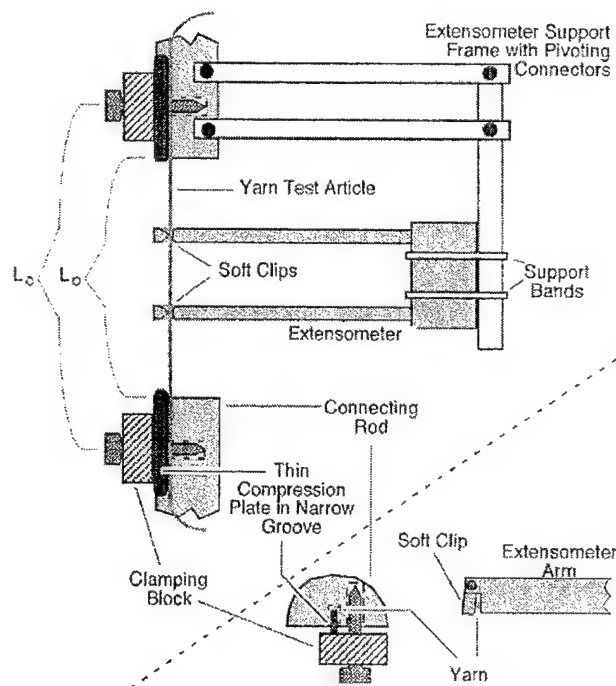 Extensometer Support
Frame with Pivoting
Connectors
Yarn Test Article
L₀
L₀
Soft Clips
Support
Bands
Extensometer
Connecting
Rod
Thin
Compression
Plate in Narrow
Groove
Soft Clip
Extensometer
Arm
Clamping
Block
Yarn